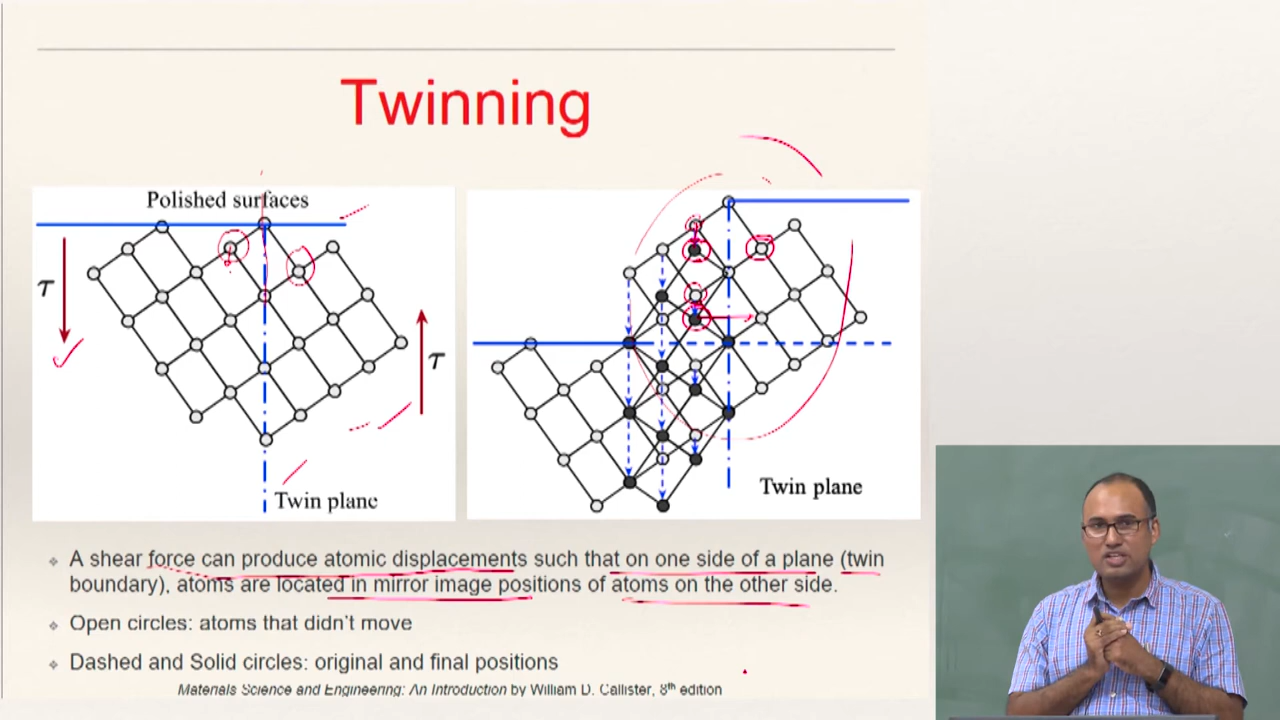 Twinning
Polished surfaces
τ
τ
Twin plane
Twin plane
A shear force can produce atomic displacements such that on one side of a plane (twin
boundary), atoms are located in mirror image positions of atoms on the other side.
Open circles: atoms that didn't move
Dashed and Solid circles: original and final positions
Materials Science and Engineering: An Introduction by William D. Callister, 8th edition